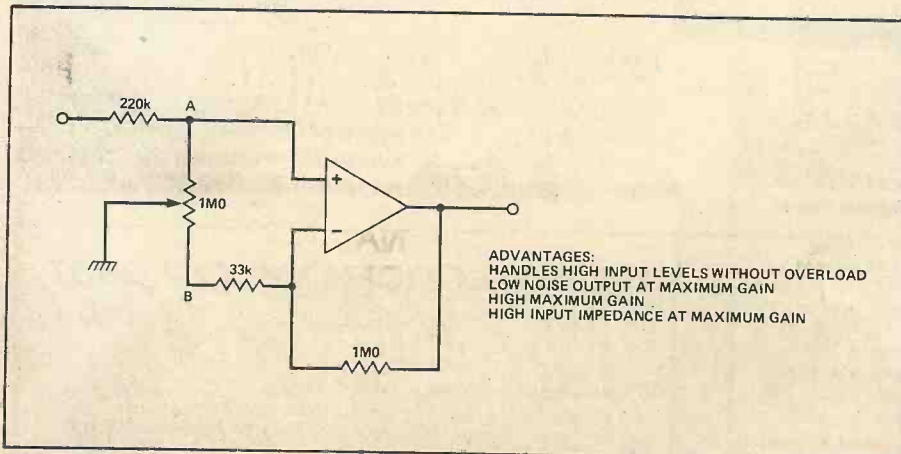 220k
A
1M0
+
−
B
33k
1M0
ADVANTAGES:
HANDLES HIGH INPUT LEVELS WITHOUT OVERLOAD
LOW NOISE OUTPUT AT MAXIMUM GAIN
HIGH MAXIMUM GAIN
HIGH INPUT IMPEDANCE AT MAXIMUM GAIN